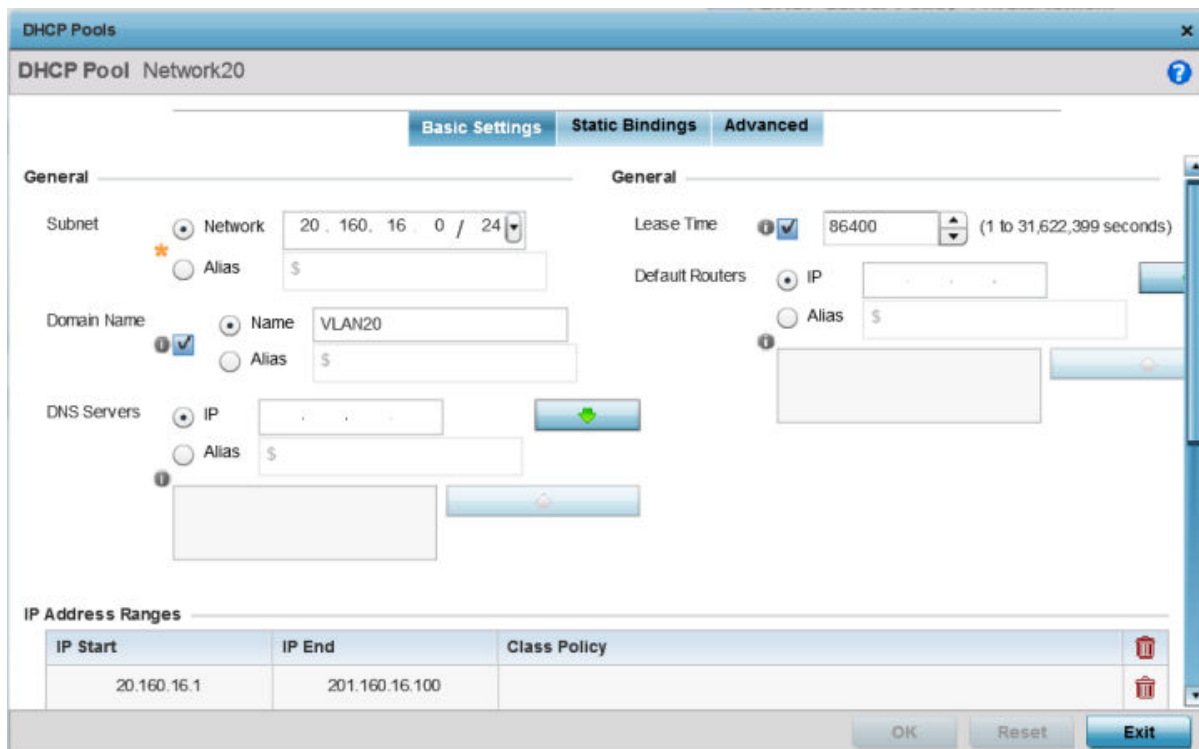 DHCP Pools
DHCP Pool Network20
Basic Settings Static Bindings Advanced
General
Subnet
Network 20 . 160 . 16 . 0 / 24
Alias $
Domain Name
Name VLAN20
Alias $
DNS Servers
IP . . .
Alias $
General
Lease Time 86400 (1 to 31,622,399 seconds)
Default Routers
IP . . .
Alias $
IP Address Ranges
IP Start IP End Class Policy
20.160.16.1 201.160.16.100
OK Reset Exit